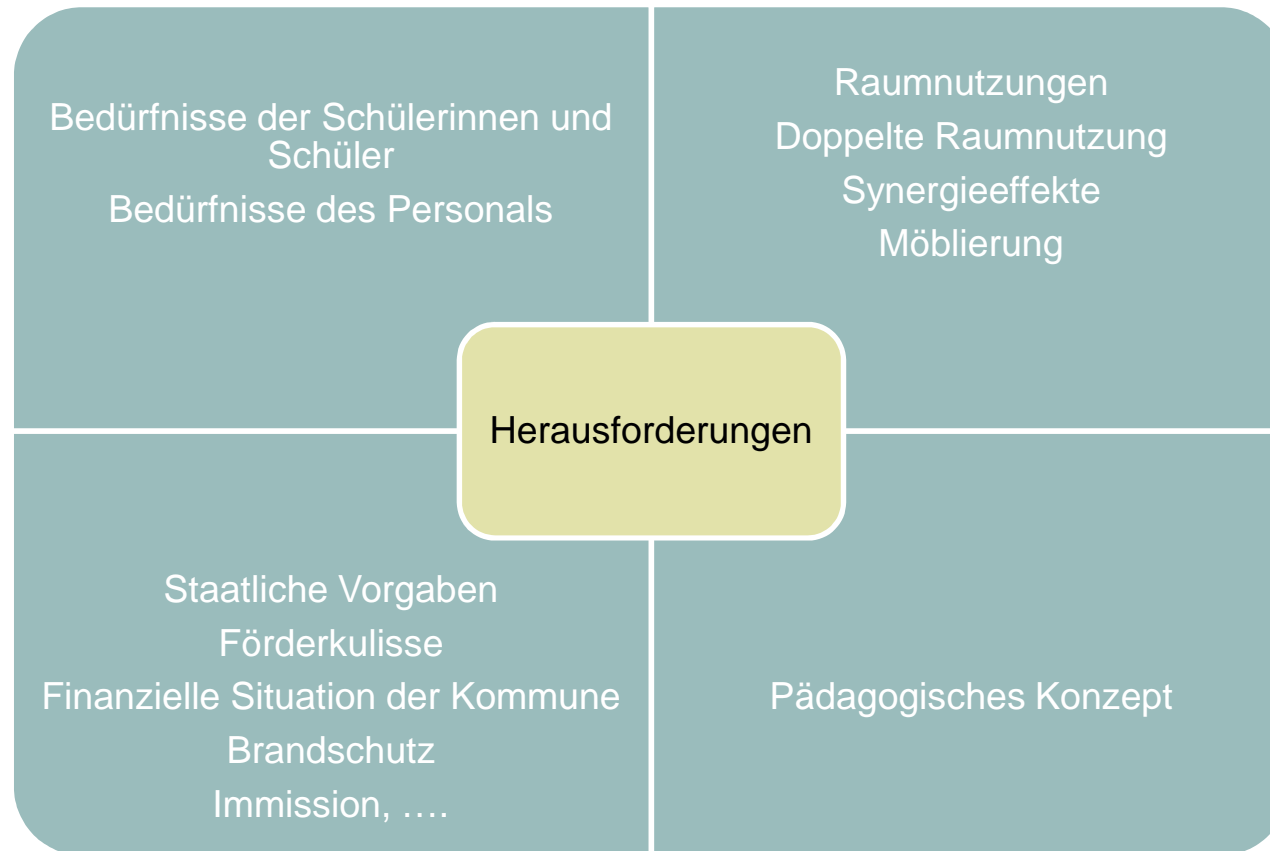 Bedürfnisse der Schülerinnen und
Schüler
Bedürfnisse des Personals
Raumnutzungen
Doppelte Raumnutzung
Synergieeffekte
Möblierung
Herausforderungen
Staatliche Vorgaben
Förderkulisse
Finanzielle Situation der Kommune
Brandschutz
Immission, ….
Pädagogisches Konzept